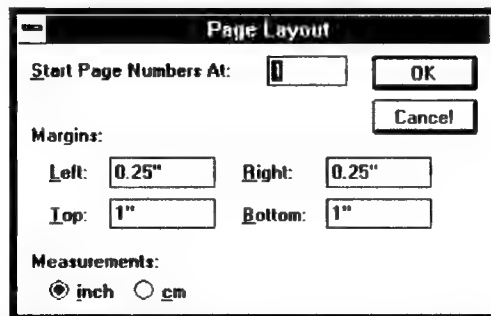 Page Layout
Start Page Numbers At: 1 OK
Cancel
Margins:
Left: 0.25" Right: 0.25"
Top: 1" Bottom: 1"
Measurements:
inch cm